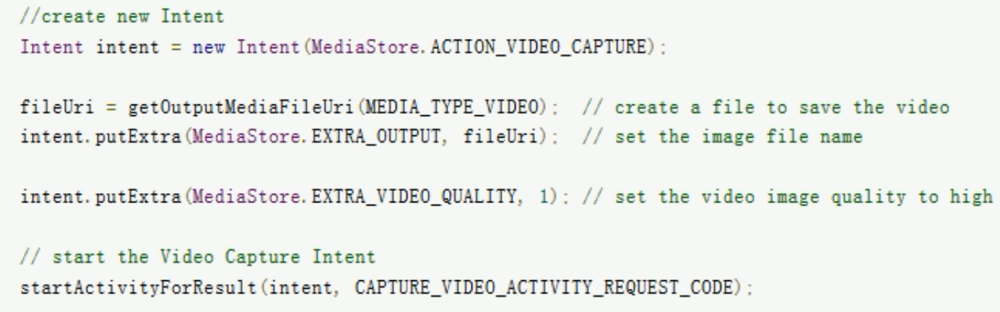 //create new Intent
Intent intent = new Intent(MediaStore.ACTION_VIDEO_CAPTURE);
fileUri = getOutputMediaFileUri(MEDIA_TYPE_VIDEO);  // create a file to save the video
intent.putExtra(MediaStore.EXTRA_OUTPUT, fileUri);  // set the image file name
intent.putExtra(MediaStore.EXTRA_VIDEO_QUALITY, 1); // set the video image quality to high
// start the Video Capture Intent
startActivityForResult(intent, CAPTURE_VIDEO_ACTIVITY_REQUEST_CODE);